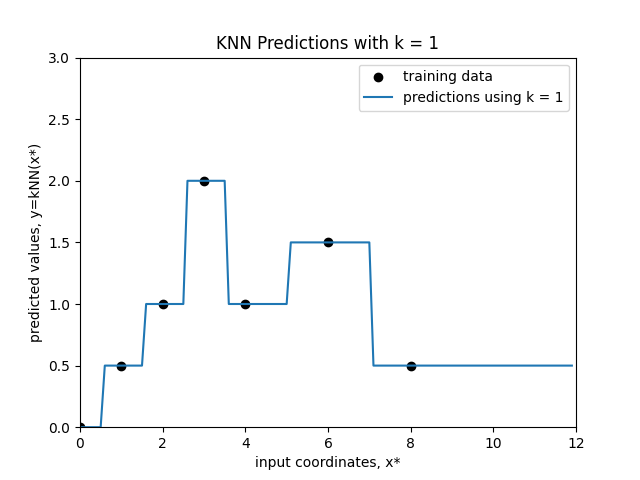 KNN Predictions with k = 1
training data
predictions using k = 1
predicted values, y=kNN(x*)
3.0
2.5
2.0
1.5
1.0
0.5
0.0
0 2 4 6 8 10 12
input coordinates, x*